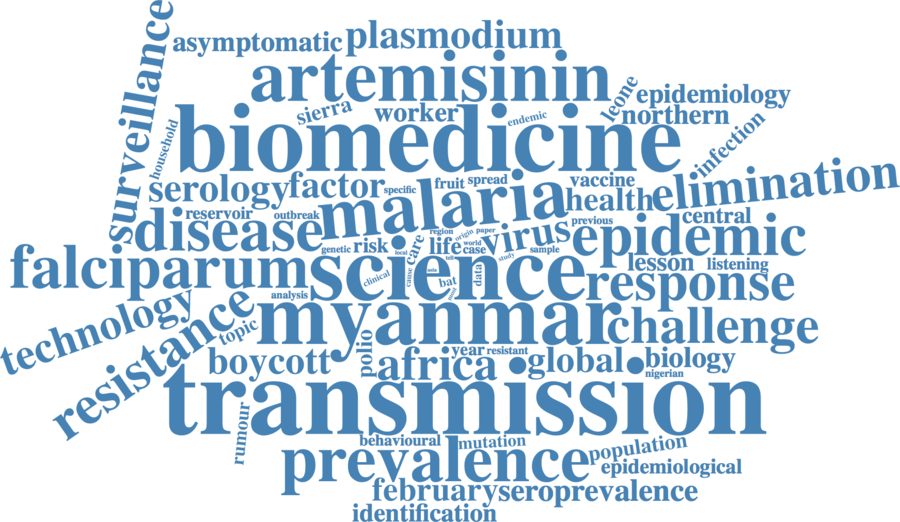 surveillance
asymptomatic
plasmodium
artemisinin
sierra
worker
endemic
leone
epidemiology
northern
household
biomedicine
infection
serology
factor
specific
fruit
spread
vaccine
health
elimination
reservoir
outbreak
malaria
previous
central
disease
genetic
risk
local
care
region
life
origin
paper
world
case
virus
sample
epidemic
falciparum
science
clinical
cause
asia
tell
bat
data
study
lesson
listening
response
technology
resistance
analysis
topic
myanmar
challenge
boycott
polio
africa
year
resistant
global
biology
nigerian
transmission
rumour
behavioural
mutation
population
prevalence
epidemiological
february
seroprevalence
identification